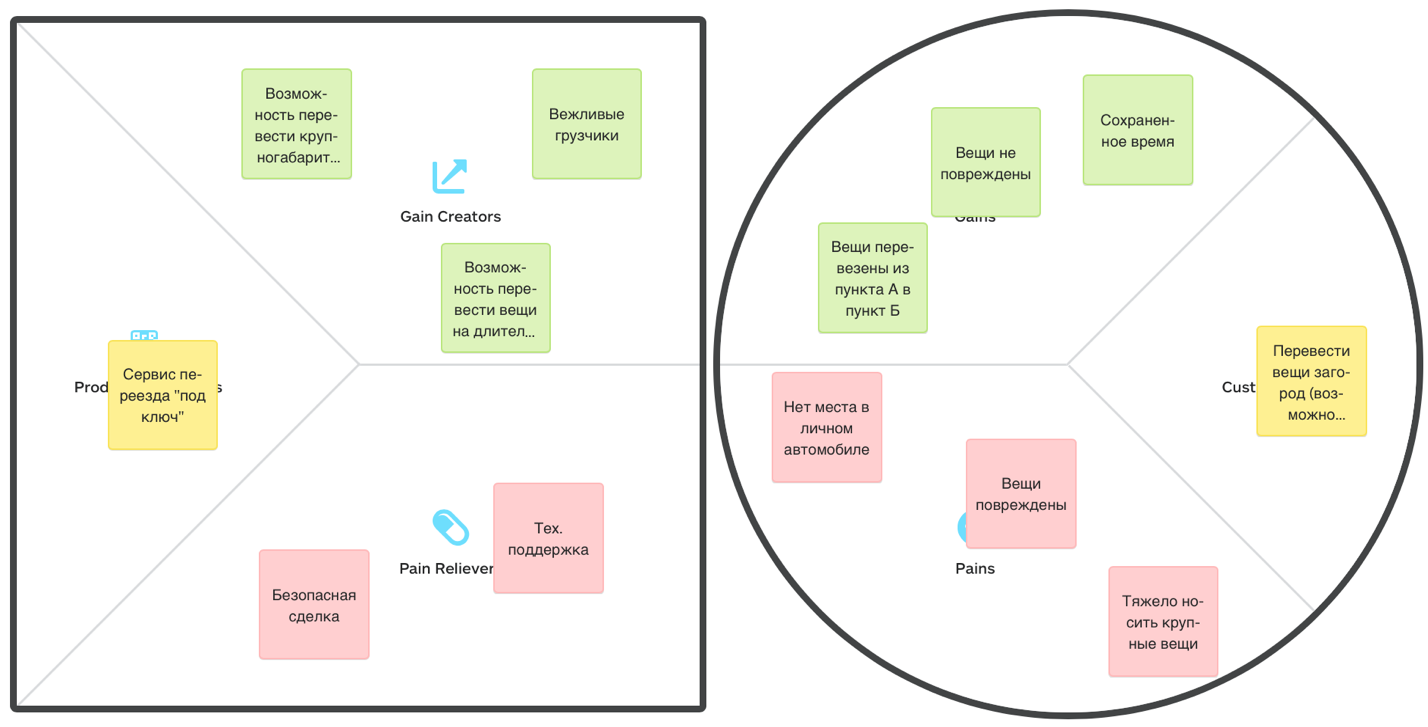 Возмож-
ность пере-
вести круп-
ногабарит...
Вежливые
грузчики
Gain Creators
Возмож-
ность пере-
вести вещи
на длител...
Prod
s
Сервис пе-
реезда "под
ключ"
Тех.
поддержка
Pain Reliever
Безопасная
сделка
Сохранен-
ное время
Вещи не
повреждены
Gains
Вещи пере-
везены из
пункта А в
пункт Б
Cust
Перевести
вещи заго-
род (воз-
можно...
Нет места в
личном
автомобиле
Вещи
повреждены
Pains
Тяжело но-
сить круп-
ные вещи